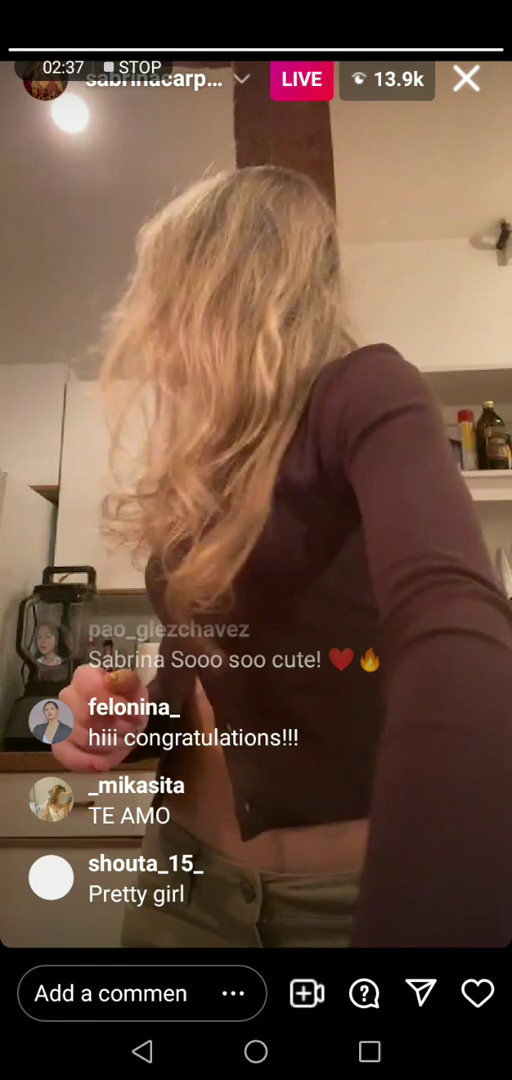 02:37 STOP
sabrinacarp... LIVE 13.9k
pao_glezchavez
Sabrina Sooo soo cute! ❤️🔥
felonina_
hiii congratulations!!!
_mikasita
TE AMO
shouta_15_
Pretty girl
Add a commen